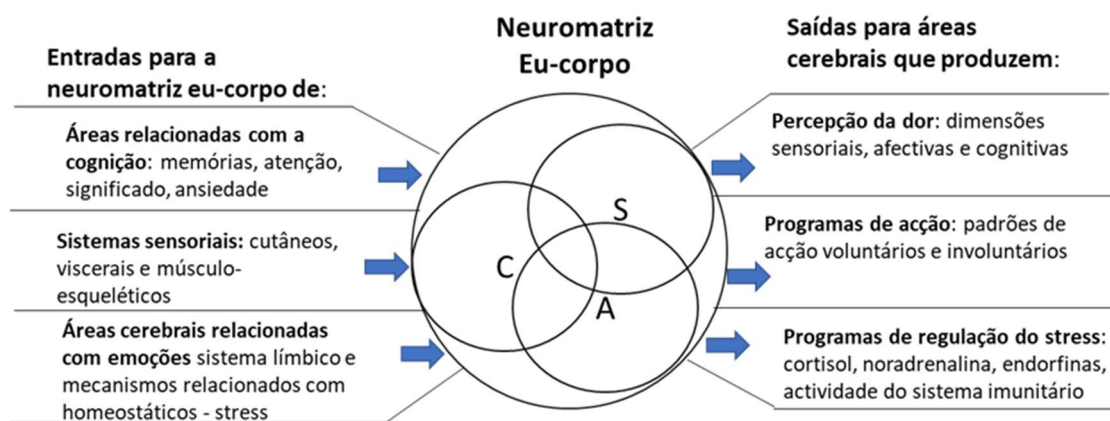 Entradas para a
neuromatriz eu-corpo de:
Áreas relacionadas com a
cognição: memórias, atenção,
significado, ansiedade
Sistemas sensoriais: cutâneos,
viscerais e músculo-
esqueléticos
Áreas cerebrais relacionadas
com emoções sistema límbico e
mecanismos relacionados com
homeostáticos - stress
Neuromatriz
Eu-corpo
S
C
A
Saídas para áreas
cerebrais que produzem:
Percepção da dor: dimensões
sensoriais, afectivas e cognitivas
Programas de acção: padrões de
acção voluntários e involuntários
Programas de regulação do stress:
cortisol, noradrenalina, endorfinas,
actividade do sistema imunitário